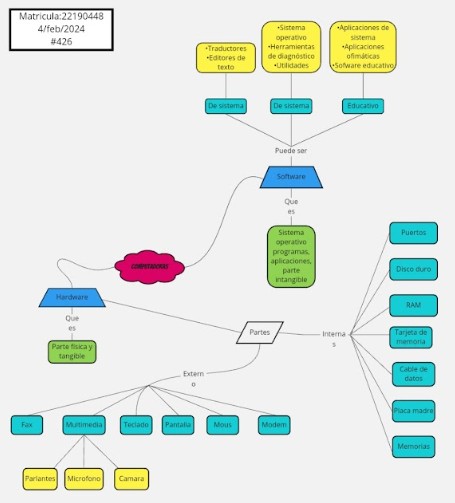 Matricula:22190448
4/feb/2024
#426
•Traductores
•Editores de
texto
•Sistema
operativo
•Herramientas
de diagnóstico
•Utilidades
•Aplicaciones de
sistema
•Aplicaciones
ofimáticas
•Sofware educativo
De sistema
De sistema
Educativo
Puede ser
Software
Que
es
Sistema
operativo
programas,
aplicaciones,
parte
intangible
COMPUTADORAS
Hardware
Que
es
Parte física y
tangible
Partes
Interna
s
Puertos
Disco duro
RAM
Tarjeta de
memoria
Cable de
datos
Placa madre
Memorias
Extern
o
Fax
Multimedia
Teclado
Pantalla
Mous
Modem
Parlantes
Microfono
Camara